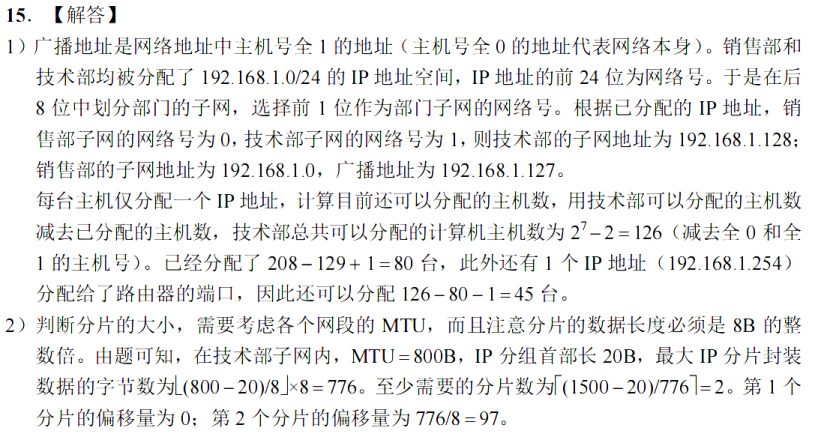 15. 【解答】
1）广播地址是网络地址中主机号全 1 的地址（主机号全 0 的地址代表网络本身）。销售部和
技术部均被分配了 192.168.1.0/24 的 IP 地址空间，IP 地址的前 24 位为网络号。于是在后
8 位中划分部门的子网，选择前 1 位作为部门子网的网络号。根据已分配的 IP 地址，销
售部子网的网络号为 0，技术部子网的网络号为 1，则技术部的子网地址为 192.168.1.128；
销售部的子网地址为 192.168.1.0，广播地址为 192.168.1.127。
每台主机仅分配一个 IP 地址，计算目前还可以分配的主机数，用技术部可以分配的主机数
减去已分配的主机数，技术部总共可以分配的计算机主机数为 2⁷－2＝126（减去全 0 和全
1 的主机号）。已经分配了 208－129＋1＝80 台，此外还有 1 个 IP 地址（192.168.1.254）
分配给了路由器的端口，因此还可以分配 126－80－1＝45 台。
2）判断分片的大小，需要考虑各个网段的 MTU，而且注意分片的数据长度必须是 8B 的整
数倍。由题可知，在技术部子网内，MTU＝800B，IP 分组首部长 20B，最大 IP 分片封装
数据的字节数为⌊(800－20)/8⌋×8＝776。至少需要的分片数为⌈(1500－20)/776⌉＝2。第 1 个
分片的偏移量为 0；第 2 个分片的偏移量为 776/8＝97。